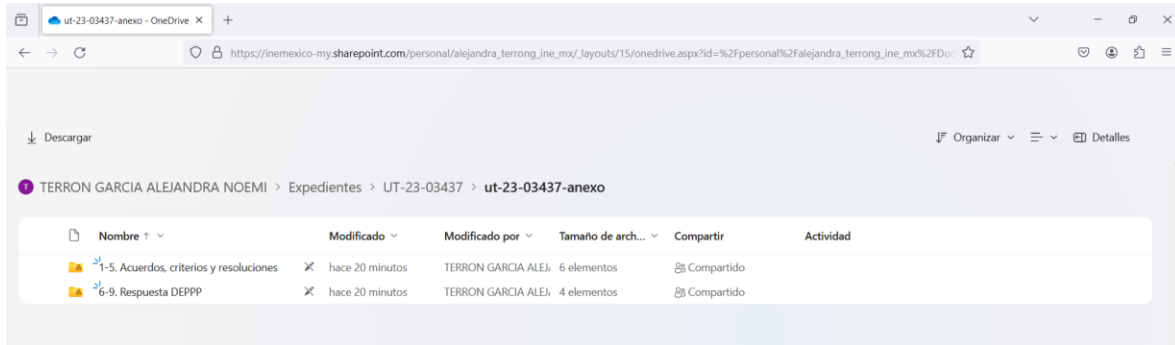 ut-23-03437-anexo - OneDrive
https://inemexico-my.sharepoint.com/personal/alejandra_terrong_ine_mx/_layouts/15/onedrive.aspx?id=%2Fpersonal%2Falejandra_terrong_ine_mx%2FDoc
Descargar Organizar Detalles
T TERRON GARCIA ALEJANDRA NOEMI > Expedientes > UT-23-03437 > ut-23-03437-anexo
Nombre Modificado Modificado por Tamaño de arch... Compartir Actividad
1-5. Acuerdos, criterios y resoluciones hace 20 minutos TERRON GARCIA ALEJ 6 elementos Compartido
6-9. Respuesta DEPPP hace 20 minutos TERRON GARCIA ALEJ 4 elementos Compartido